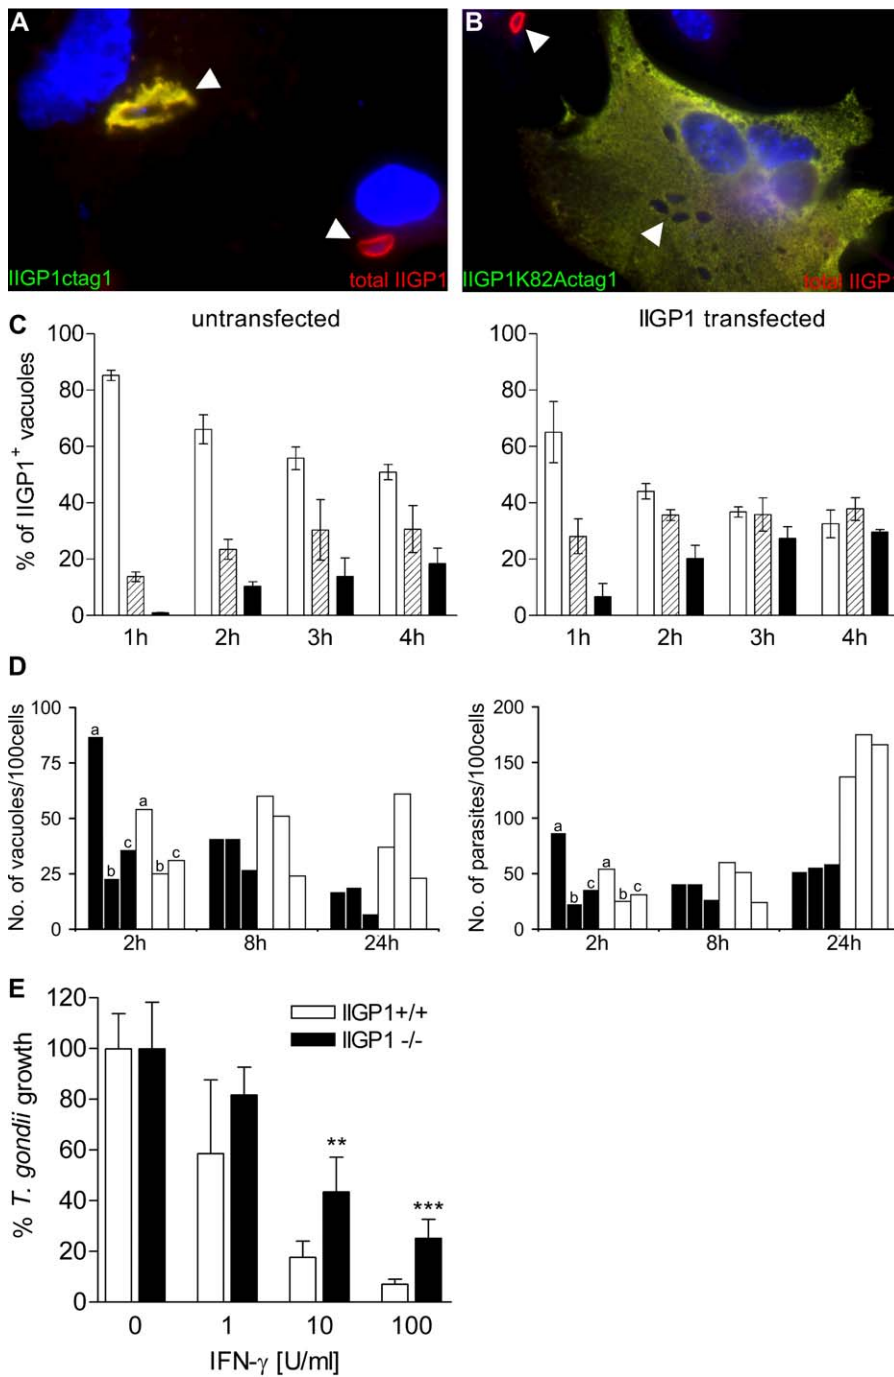 A
IIGP1ctag1 total IIGP1
B
IIGP1K82Actag1 total IIGP
C
untransfected
% of IIGP1+ vacuoles
100
80
60
40
20
0
1h 2h 3h 4h
IIGP1 transfected
100
80
60
40
20
0
1h 2h 3h 4h
D
No. of vacuoles/100cells
100
75
50
25
0
a
b
c
a
b
c
2h 8h 24h
No. of parasites/100cells
200
150
100
50
0
a
b
c
a
b
c
2h 8h 24h
E
% T. gondii growth
120
100
80
60
40
20
0
IIGP1+/+
IIGP1 -/-
**
***
0 1 10 100
IFN-γ [U/ml]